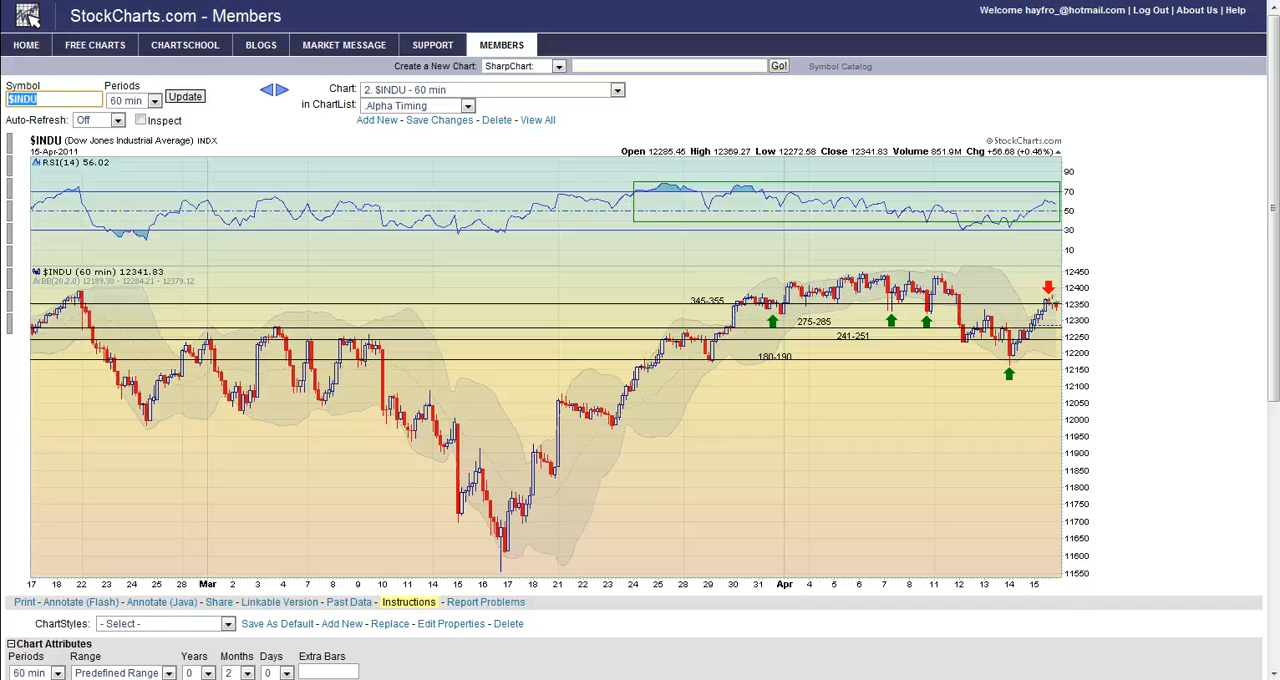 StockCharts.com - Members
Welcome hayfro_@hotmail.com | Log Out | About Us | Help
HOME FREE CHARTS CHARTSCHOOL BLOGS MARKET MESSAGE SUPPORT MEMBERS
Create a New Chart: SharpChart: Go! Symbol Catalog
Symbol Periods Chart: 2. $INDU - 60 min
$INDU 60 min Update in ChartList: .Alpha Timing
Auto-Refresh: Off Inspect Add New - Save Changes - Delete - View All
$INDU (Dow Jones Industrial Average) INDX © StockCharts.com
15-Apr-2011 Open 12285.45 High 12369.27 Low 12272.58 Close 12341.83 Volume 851.9M Chg +56.68 (+0.46%)
RSI(14) 56.02
90
70
50
30
10
$INDU (60 min) 12341.83
BB(20,2.0) 12189.30 - 12284.21 - 12379.12
12450
12400
12350
12300
12250
12200
12150
12100
12050
12000
11950
11900
11850
11800
11750
11700
11650
11600
11550
345-355
275-285
241-251
180-190
17 18 22 23 24 25 28 Mar 2 3 4 7 8 9 10 11 14 15 16 17 18 21 22 23 24 25 28 29 30 31 Apr 4 5 6 7 8 11 12 13 14 15
Print - Annotate (Flash) - Annotate (Java) - Share - Linkable Version - Past Data - Instructions - Report Problems
ChartStyles: - Select - Save As Default - Add New - Replace - Edit Properties - Delete
Chart Attributes
Periods Range Years Months Days Extra Bars
60 min Predefined Range 0 2 0